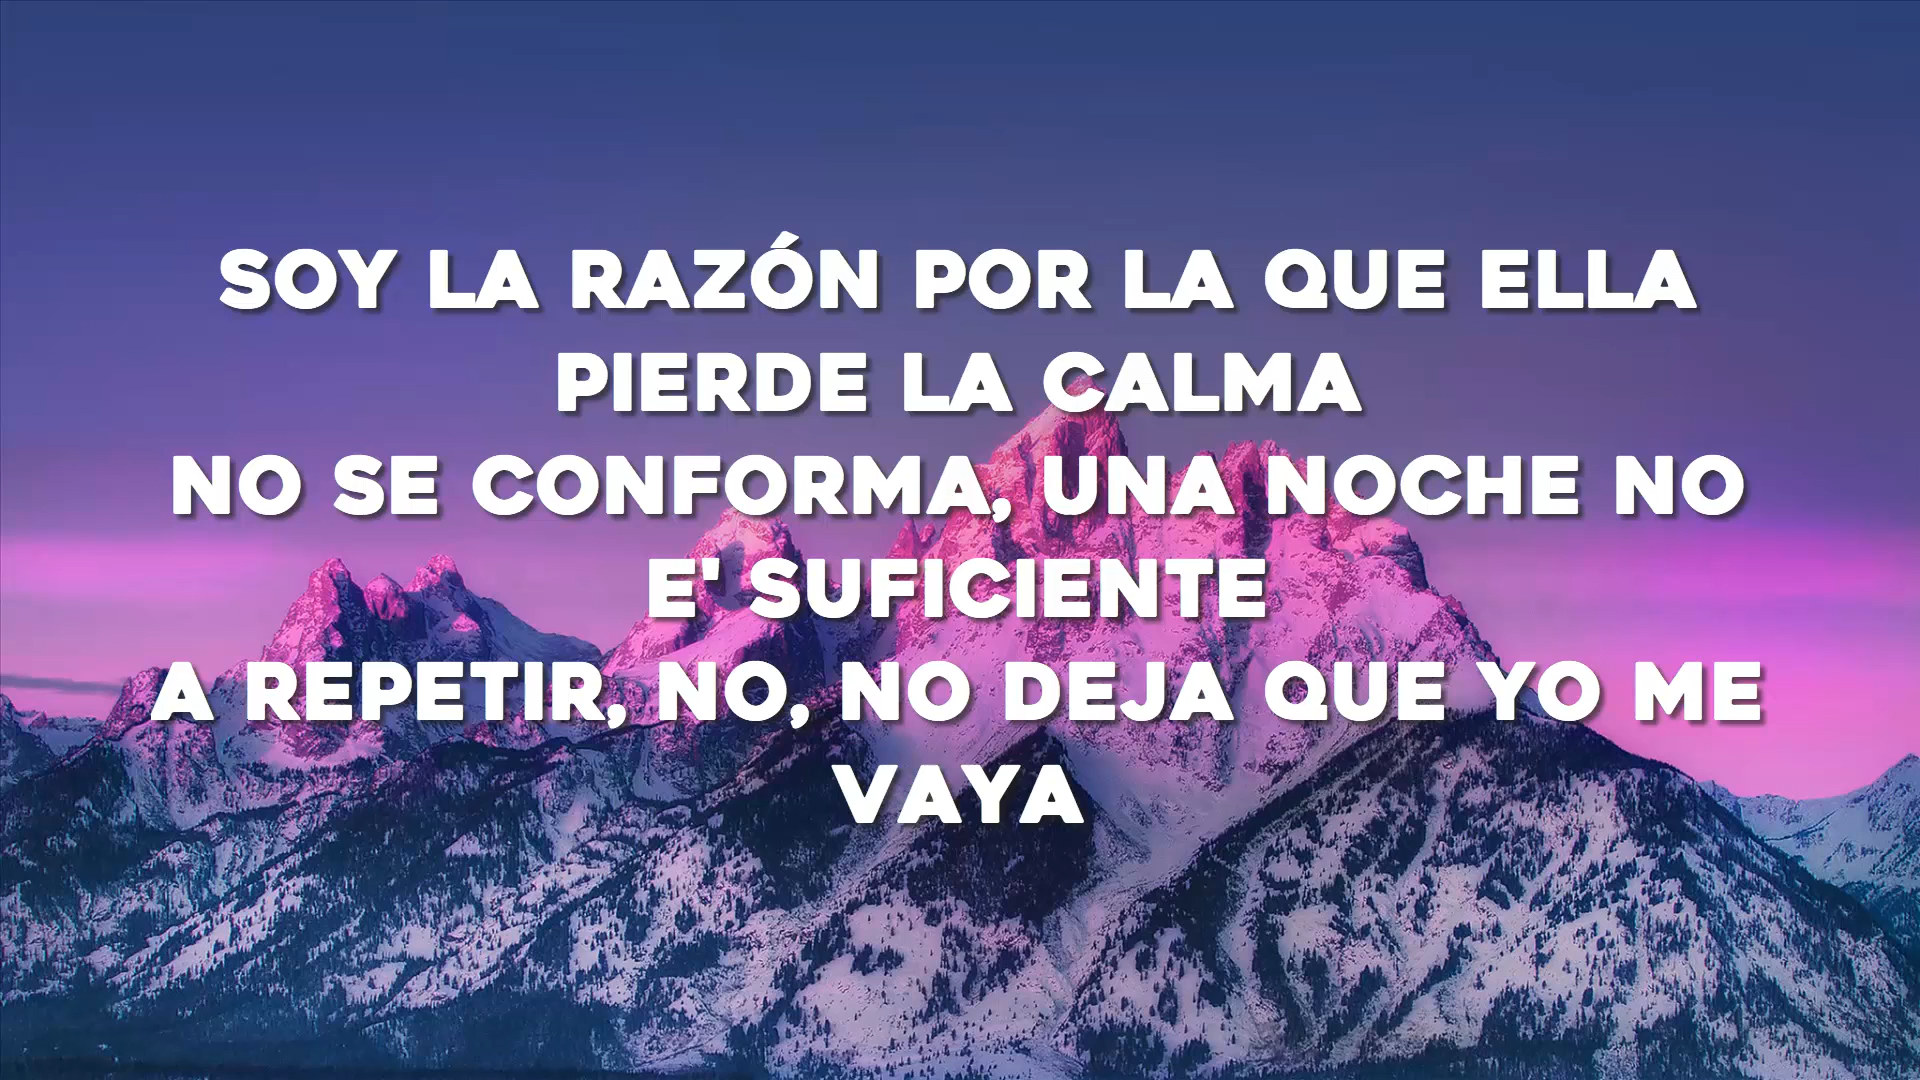 SOY LA RAZÓN POR LA QUE ELLA
PIERDE LA CALMA
NO SE CONFORMA, UNA NOCHE NO
E' SUFICIENTE
A REPETIR, NO, NO DEJA QUE YO ME
VAYA